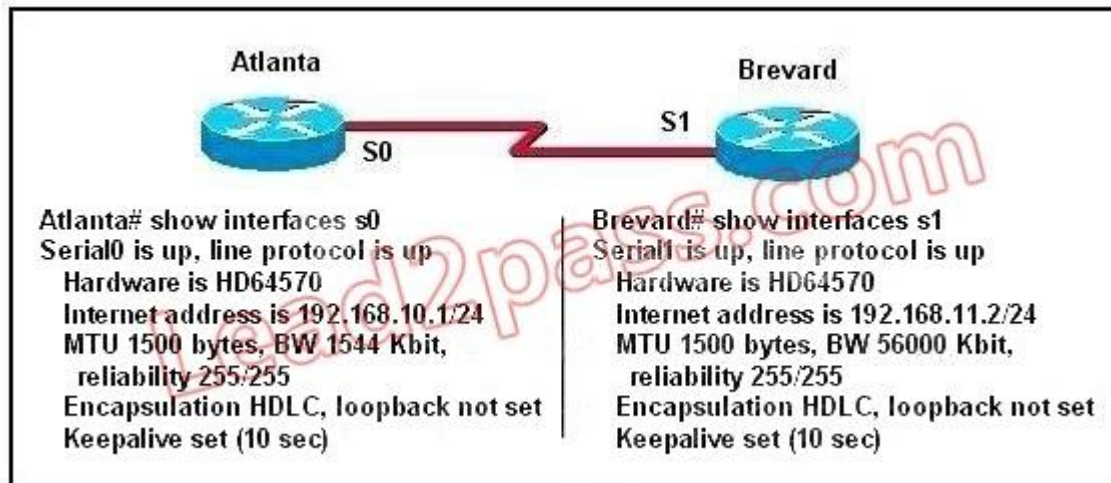 Atlanta
Brevard
S0
S1
Atlanta# show interfaces s0
Serial0 is up, line protocol is up
Hardware is HD64570
Internet address is 192.168.10.1/24
MTU 1500 bytes, BW 1544 Kbit,
reliability 255/255
Encapsulation HDLC, loopback not set
Keepalive set (10 sec)
Brevard# show interfaces s1
Serial1 is up, line protocol is up
Hardware is HD64570
Internet address is 192.168.11.2/24
MTU 1500 bytes, BW 56000 Kbit,
reliability 255/255
Encapsulation HDLC, loopback not set
Keepalive set (10 sec)
Lead2pass.com